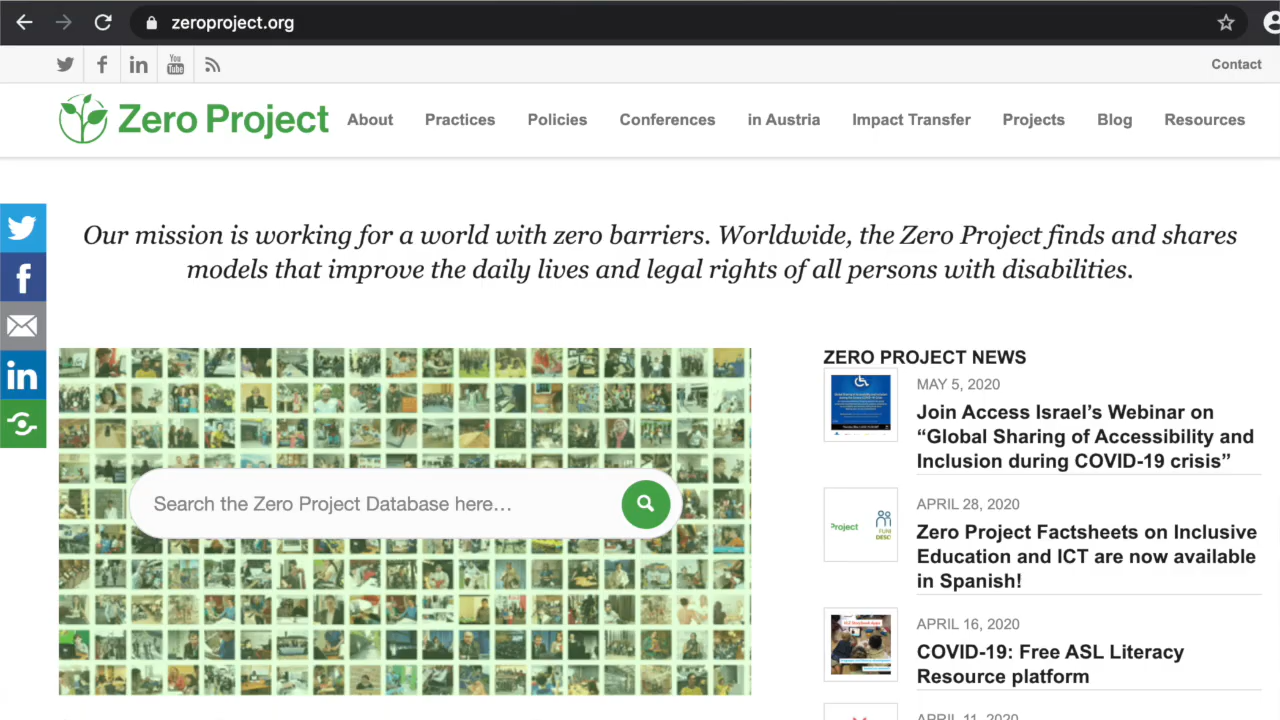 zeroproject.org
You
Tube
Contact
Zero Project
About
Practices
Policies
Conferences
in Austria
Impact Transfer
Projects
Blog
Resources
Our mission is working for a world with zero barriers. Worldwide, the Zero Project finds and shares
models that improve the daily lives and legal rights of all persons with disabilities.
Search the Zero Project Database here...
ZERO PROJECT NEWS
MAY 5, 2020
Join Access Israel’s Webinar on
“Global Sharing of Accessibility and
Inclusion during COVID-19 crisis”
APRIL 28, 2020
Zero Project Factsheets on Inclusive
Education and ICT are now available
in Spanish!
APRIL 16, 2020
COVID-19: Free ASL Literacy
Resource platform
APRIL 11, 2020